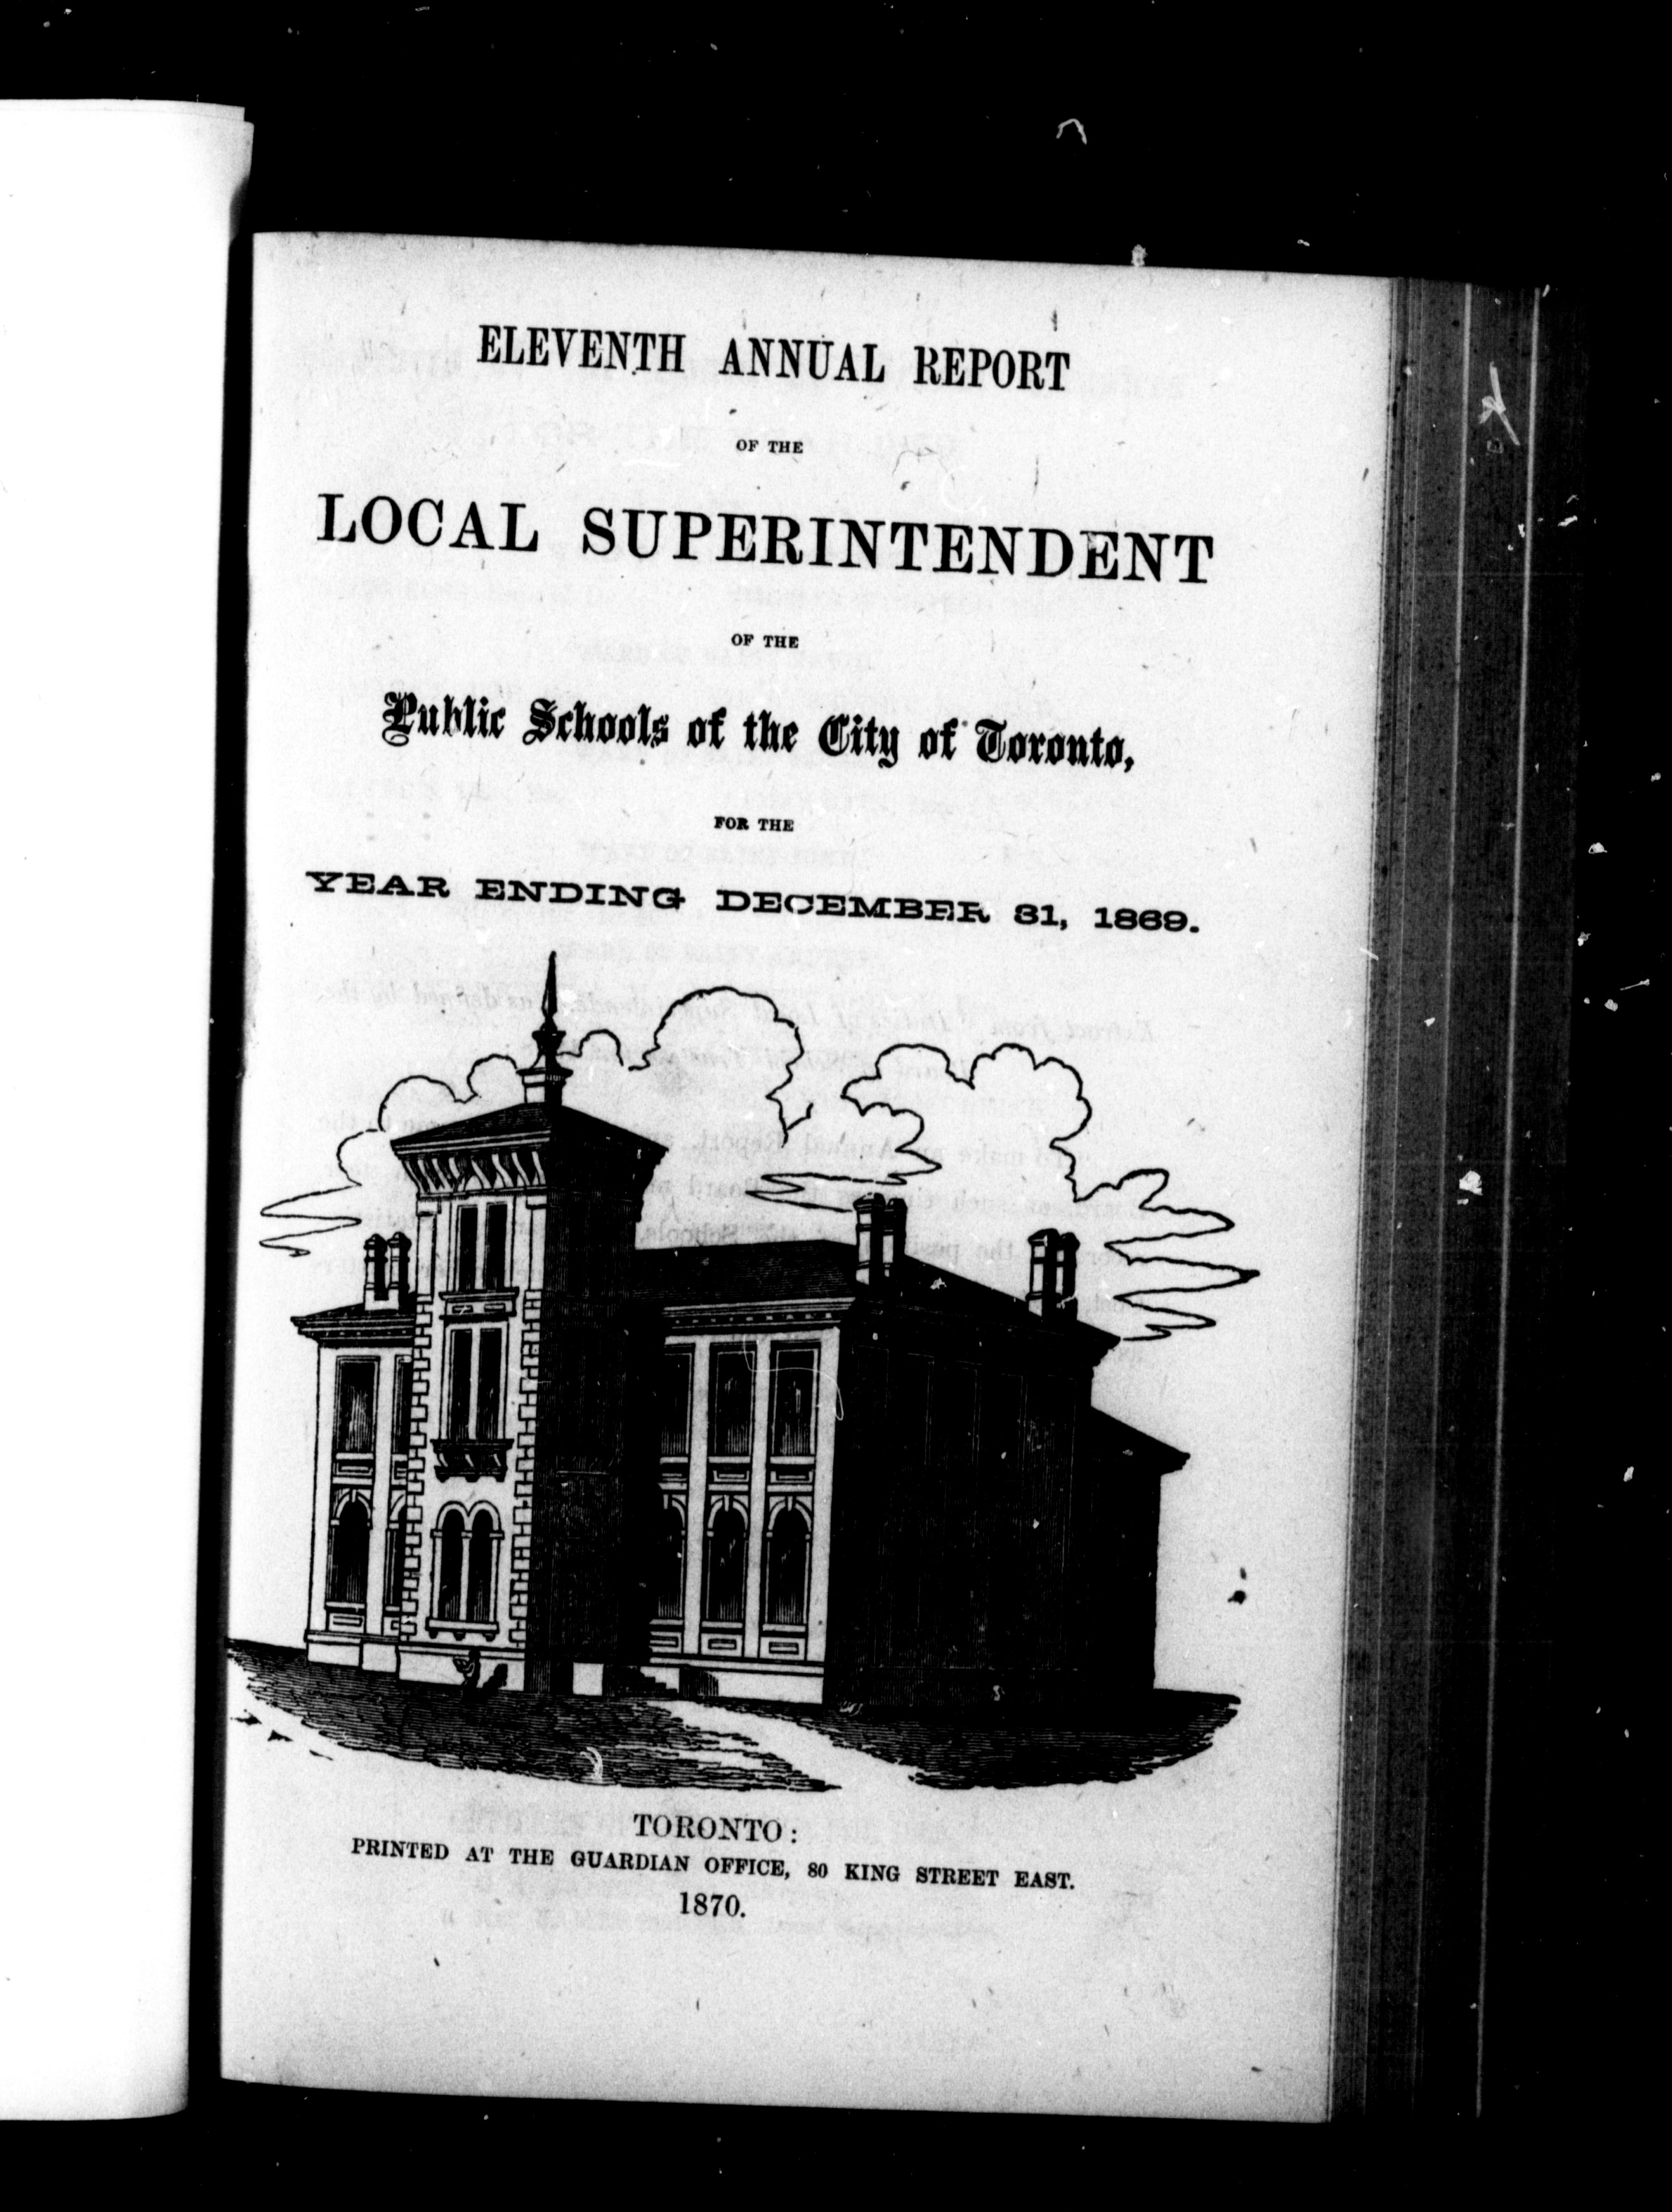 ELEVENTH ANNUAL REPORT
OF THE
LOCAL SUPERINTENDENT
OF THE
Public Schools of the City of Toronto,
FOR THE
YEAR ENDING DECEMBER 31, 1869.
TORONTO:
PRINTED AT THE GUARDIAN OFFICE, 80 KING STREET EAST.
1870.